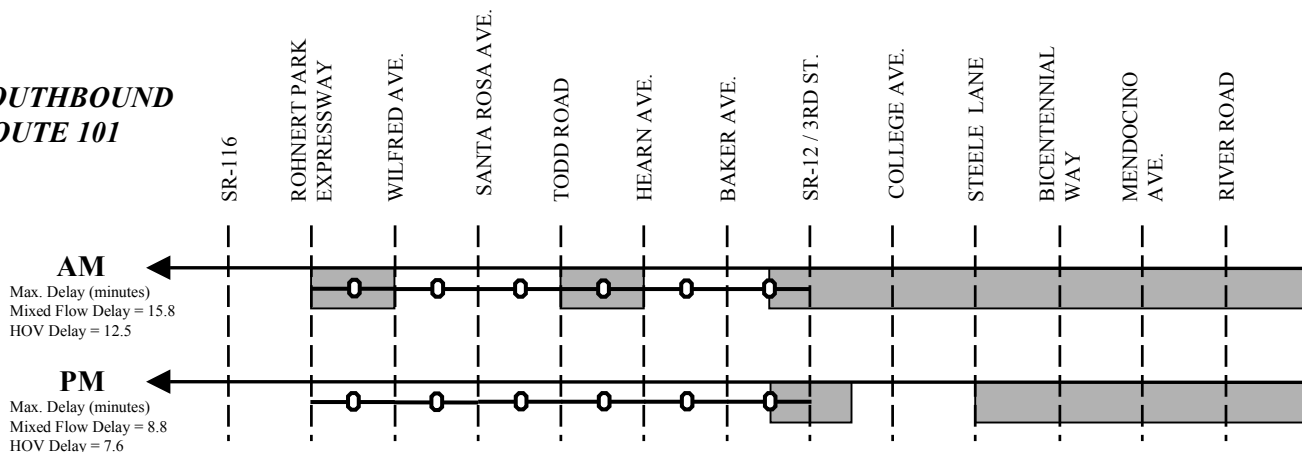 OUTHBOUND
OUTE 101
SR-116
ROHNERT PARK
EXPRESSWAY
WILFRED AVE.
SANTA ROSA AVE.
TODD ROAD
HEARN AVE.
BAKER AVE.
SR-12 / 3RD ST.
COLLEGE AVE.
STEELE LANE
BICENTENNIAL
WAY
MENDOCINO
AVE.
RIVER ROAD
AM
Max. Delay (minutes)
Mixed Flow Delay = 15.8
HOV Delay = 12.5
PM
Max. Delay (minutes)
Mixed Flow Delay = 8.8
HOV Delay = 7.6